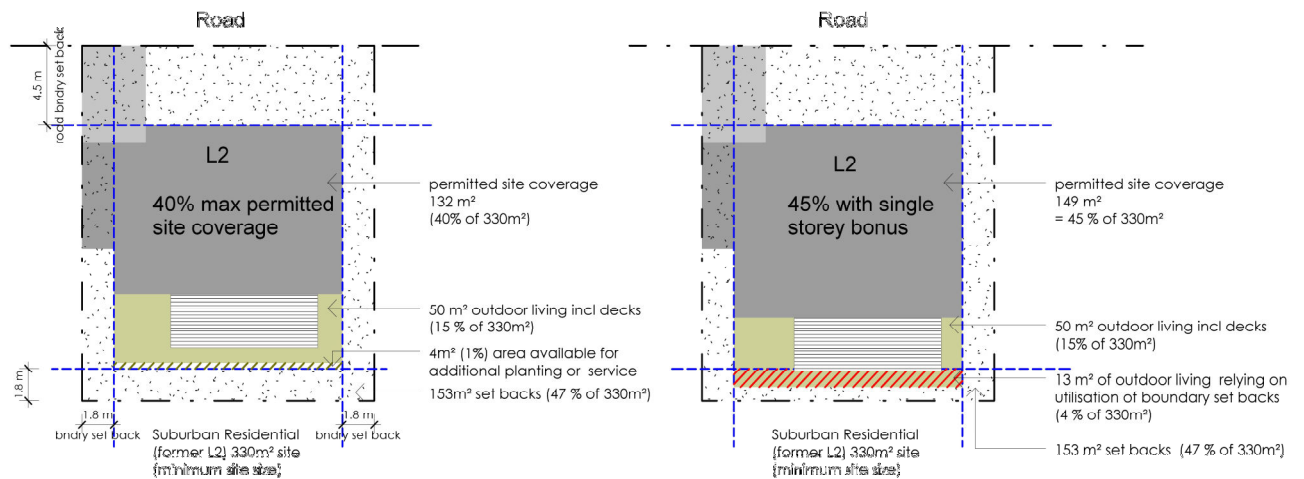 Road
4.5 m
road bndry set back
L2
40% max permitted
site coverage
permitted site coverage
132 m²
(40% of 330m²)
50 m² outdoor living incl decks
(15 % of 330m²)
4m² (1%) area available for
additional planting or service
153m² set backs (47 % of 330m²)
1.8 m
1.8 m
bndry set back
1.8 m
bndry set back
Suburban Residential
(former L2) 330m² site
(minimum site size)
Road
L2
45% with single
storey bonus
permitted site coverage
149 m²
= 45 % of 330m²
50 m² outdoor living incl decks
(15% of 330m²)
13 m² of outdoor living relying on
utilisation of boundary set backs
(4 % of 330m²)
153 m² set backs (47 % of 330m²)
Suburban Residential
(former L2) 330m² site
(minimum site size)